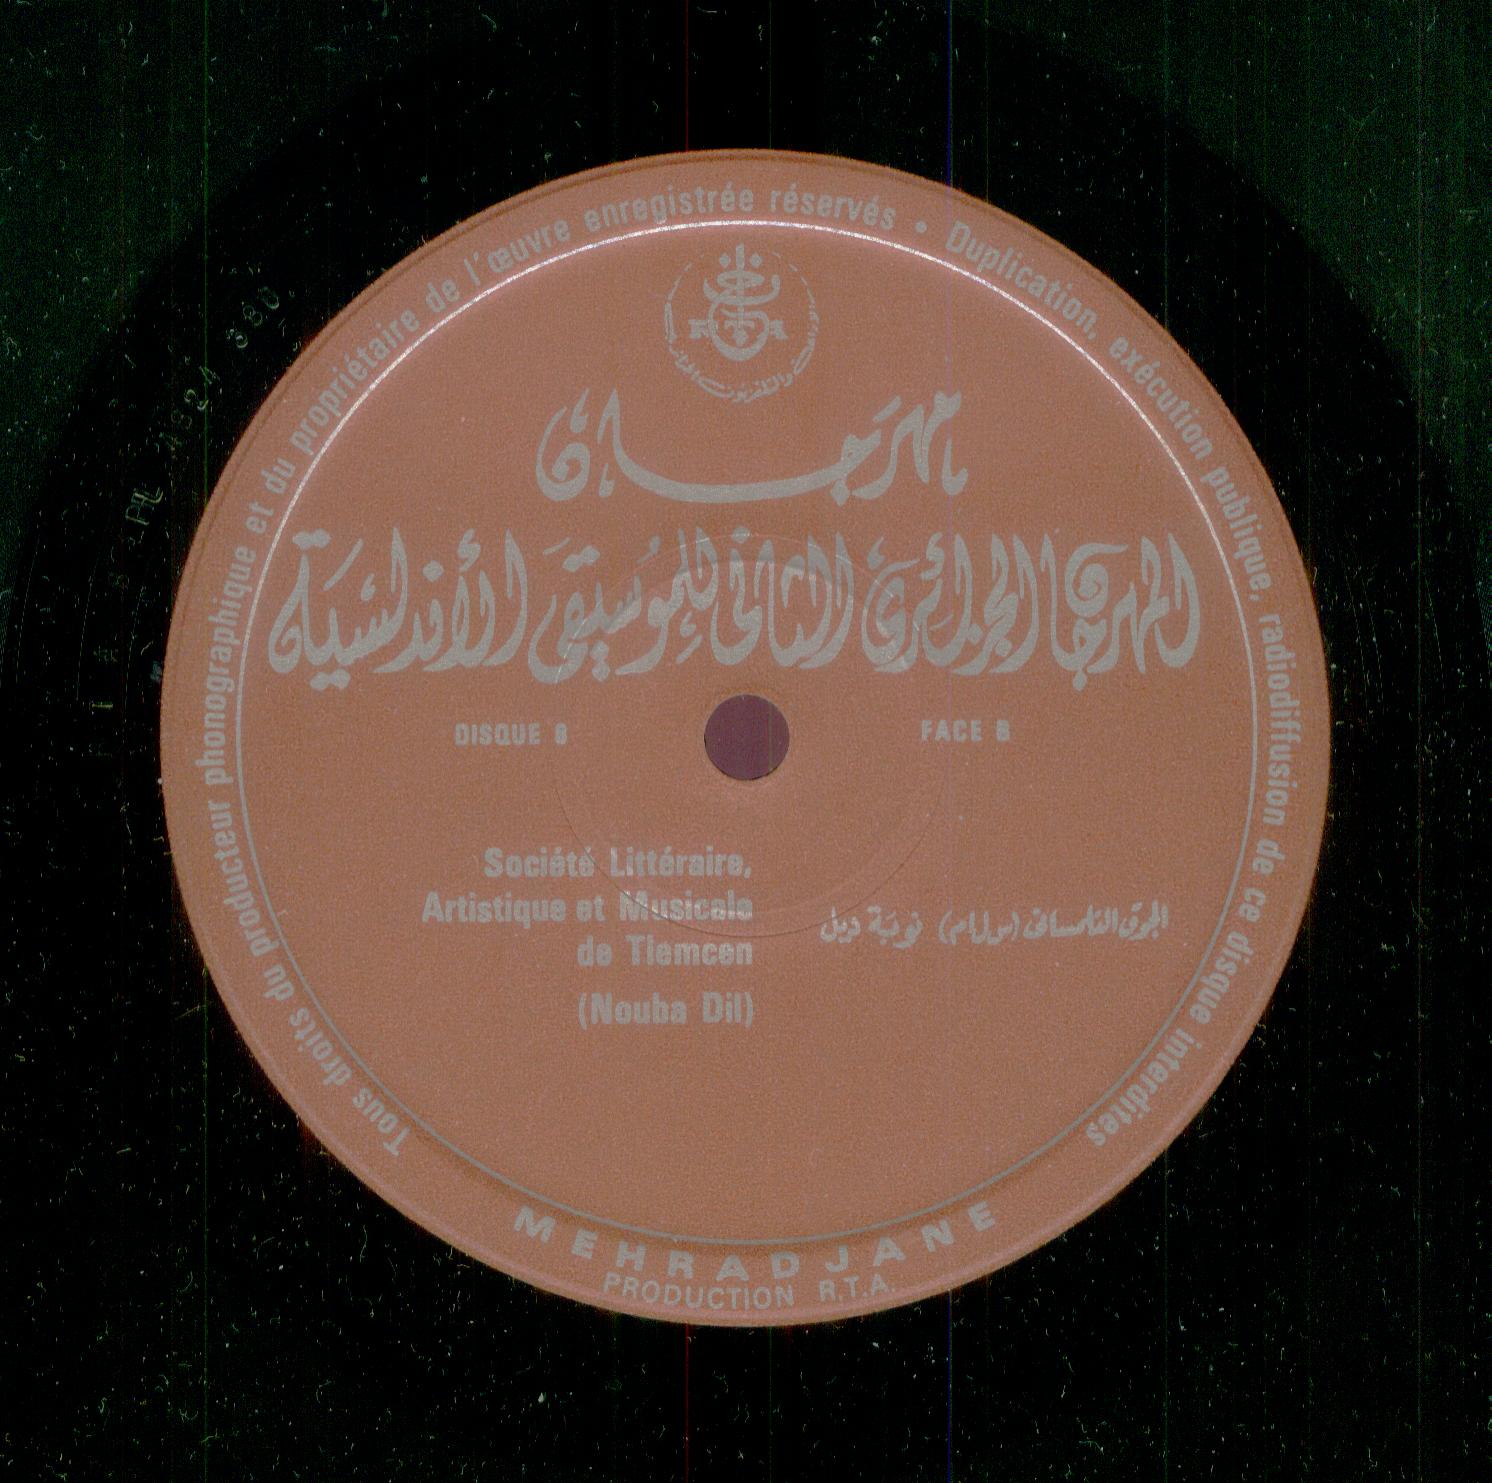 Tous droits du producteur phonographique et du propriétaire de l'œuvre enregistrée réservés • Duplication, exécution publique, radiodiffusion de ce disque interdites
مهرجان
المهرجان الجزائري الثاني للموسيقى الأندلسية
DISQUE 8
FACE B
Société Littéraire,
Artistique et Musicale
de Tlemcen
(Nouba Dil)
الجوق التلمساني (س.ل.ا.م) نوبة ديل
MEHRADJANE
PRODUCTION R.T.A.